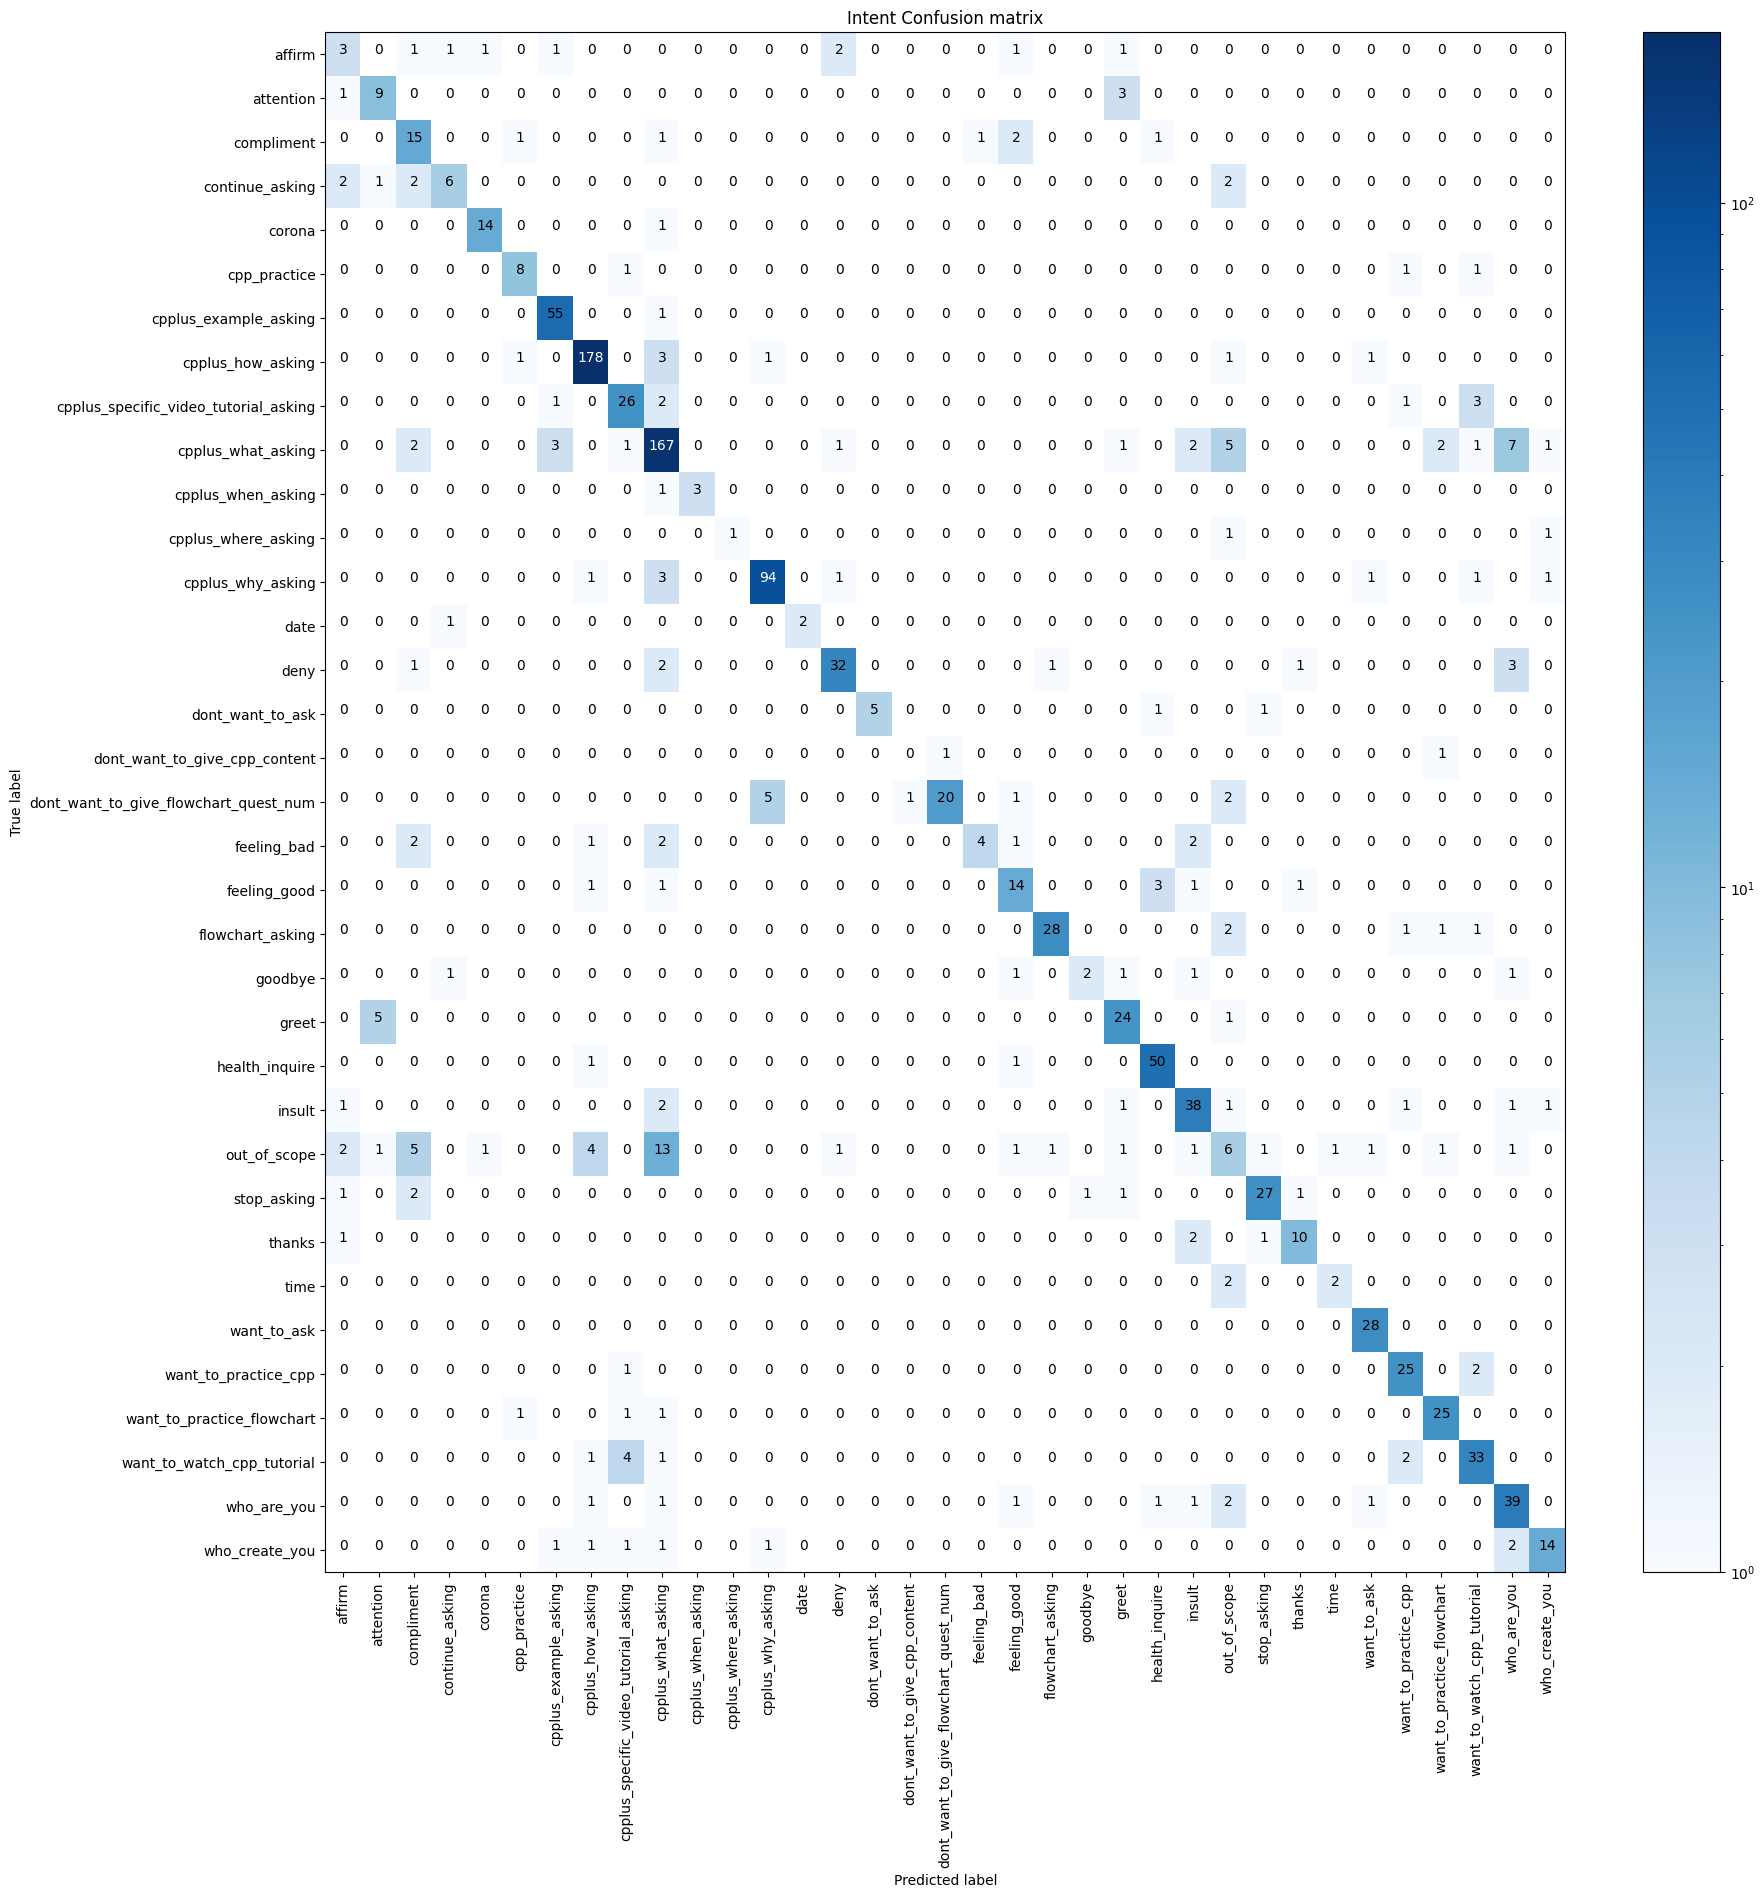 Intent Confusion matrix
affirm 3 0 1 1 1 0 1 0 0 0 0 0 0 0 2 0 0 0 0 1 0 0 1 0 0 0 0 0 0 0 0 0 0 0 0
attention 1 9 0 0 0 0 0 0 0 0 0 0 0 0 0 0 0 0 0 0 0 0 3 0 0 0 0 0 0 0 0 0 0 0 0
compliment 0 0 15 0 0 1 0 0 0 1 0 0 0 0 0 0 0 0 1 2 0 0 0 1 0 0 0 0 0 0 0 0 0 0 0
continue_asking 2 1 2 6 0 0 0 0 0 0 0 0 0 0 0 0 0 0 0 0 0 0 0 0 0 2 0 0 0 0 0 0 0 0 0
corona 0 0 0 0 14 0 0 0 0 1 0 0 0 0 0 0 0 0 0 0 0 0 0 0 0 0 0 0 0 0 0 0 0 0 0
cpp_practice 0 0 0 0 0 8 0 0 1 0 0 0 0 0 0 0 0 0 0 0 0 0 0 0 0 0 0 0 0 0 1 0 1 0 0
cpplus_example_asking 0 0 0 0 0 0 55 0 0 1 0 0 0 0 0 0 0 0 0 0 0 0 0 0 0 0 0 0 0 0 0 0 0 0 0
cpplus_how_asking 0 0 0 0 0 1 0 178 0 3 0 0 1 0 0 0 0 0 0 0 0 0 0 0 0 1 0 0 0 1 0 0 0 0 0
cpplus_specific_video_tutorial_asking 0 0 0 0 0 0 1 0 26 2 0 0 0 0 0 0 0 0 0 0 0 0 0 0 0 0 0 0 0 0 1 0 3 0 0
cpplus_what_asking 0 0 2 0 0 0 3 0 1 167 0 0 0 0 1 0 0 0 0 0 0 0 1 0 2 5 0 0 0 0 0 2 1 7 1
cpplus_when_asking 0 0 0 0 0 0 0 0 0 1 3 0 0 0 0 0 0 0 0 0 0 0 0 0 0 0 0 0 0 0 0 0 0 0 0
cpplus_where_asking 0 0 0 0 0 0 0 0 0 0 0 1 0 0 0 0 0 0 0 0 0 0 0 0 0 1 0 0 0 0 0 0 0 0 1
cpplus_why_asking 0 0 0 0 0 0 0 1 0 3 0 0 94 0 1 0 0 0 0 0 0 0 0 0 0 0 0 0 0 1 0 0 1 0 1
date 0 0 0 1 0 0 0 0 0 0 0 0 0 2 0 0 0 0 0 0 0 0 0 0 0 0 0 0 0 0 0 0 0 0 0
deny 0 0 1 0 0 0 0 0 0 2 0 0 0 0 32 0 0 0 0 0 1 0 0 0 0 0 0 1 0 0 0 0 0 3 0
dont_want_to_ask 0 0 0 0 0 0 0 0 0 0 0 0 0 0 0 5 0 0 0 0 0 0 0 1 0 0 1 0 0 0 0 0 0 0 0
dont_want_to_give_cpp_content 0 0 0 0 0 0 0 0 0 0 0 0 0 0 0 0 0 1 0 0 0 0 0 0 0 0 0 0 0 0 0 1 0 0 0
dont_want_to_give_flowchart_quest_num 0 0 0 0 0 0 0 0 0 0 0 0 5 0 0 0 1 20 0 1 0 0 0 0 0 2 0 0 0 0 0 0 0 0 0
feeling_bad 0 0 2 0 0 0 0 1 0 2 0 0 0 0 0 0 0 0 4 1 0 0 0 0 2 0 0 0 0 0 0 0 0 0 0
feeling_good 0 0 0 0 0 0 0 1 0 1 0 0 0 0 0 0 0 0 0 14 0 0 0 3 1 0 0 1 0 0 0 0 0 0 0
flowchart_asking 0 0 0 0 0 0 0 0 0 0 0 0 0 0 0 0 0 0 0 0 28 0 0 0 0 2 0 0 0 0 1 1 1 0 0
goodbye 0 0 0 1 0 0 0 0 0 0 0 0 0 0 0 0 0 0 0 1 0 2 1 0 1 0 0 0 0 0 0 0 0 1 0
greet 0 5 0 0 0 0 0 0 0 0 0 0 0 0 0 0 0 0 0 0 0 0 24 0 0 1 0 0 0 0 0 0 0 0 0
health_inquire 0 0 0 0 0 0 0 1 0 0 0 0 0 0 0 0 0 0 0 1 0 0 0 50 0 0 0 0 0 0 0 0 0 0 0
insult 1 0 0 0 0 0 0 0 0 2 0 0 0 0 0 0 0 0 0 0 0 0 1 0 38 1 0 0 0 0 1 0 0 1 1
out_of_scope 2 1 5 0 1 0 0 4 0 13 0 0 0 0 1 0 0 0 0 1 1 0 1 0 1 6 1 0 1 1 0 1 0 1 0
stop_asking 1 0 2 0 0 0 0 0 0 0 0 0 0 0 0 0 0 0 0 0 0 1 1 0 0 0 27 1 0 0 0 0 0 0 0
thanks 1 0 0 0 0 0 0 0 0 0 0 0 0 0 0 0 0 0 0 0 0 0 0 0 2 0 1 10 0 0 0 0 0 0 0
time 0 0 0 0 0 0 0 0 0 0 0 0 0 0 0 0 0 0 0 0 0 0 0 0 0 2 0 0 2 0 0 0 0 0 0
want_to_ask 0 0 0 0 0 0 0 0 0 0 0 0 0 0 0 0 0 0 0 0 0 0 0 0 0 0 0 0 0 28 0 0 0 0 0
want_to_practice_cpp 0 0 0 0 0 0 0 0 1 0 0 0 0 0 0 0 0 0 0 0 0 0 0 0 0 0 0 0 0 0 25 0 2 0 0
want_to_practice_flowchart 0 0 0 0 0 1 0 0 1 1 0 0 0 0 0 0 0 0 0 0 0 0 0 0 0 0 0 0 0 0 0 25 0 0 0
want_to_watch_cpp_tutorial 0 0 0 0 0 0 0 1 4 1 0 0 0 0 0 0 0 0 0 0 0 0 0 0 0 0 0 0 0 0 2 0 33 0 0
who_are_you 0 0 0 0 0 0 0 1 0 1 0 0 0 0 0 0 0 0 0 1 0 0 0 1 1 2 0 0 0 1 0 0 0 39 0
who_create_you 0 0 0 0 0 0 1 1 1 1 0 0 1 0 0 0 0 0 0 0 0 0 0 0 0 0 0 0 0 0 0 0 0 2 14
True label
affirm
attention
compliment
continue_asking
corona
cpp_practice
cpplus_example_asking
cpplus_how_asking
cpplus_specific_video_tutorial_asking
cpplus_what_asking
cpplus_when_asking
cpplus_where_asking
cpplus_why_asking
date
deny
dont_want_to_ask
dont_want_to_give_cpp_content
dont_want_to_give_flowchart_quest_num
feeling_bad
feeling_good
flowchart_asking
goodbye
greet
health_inquire
insult
out_of_scope
stop_asking
thanks
time
want_to_ask
want_to_practice_cpp
want_to_practice_flowchart
want_to_watch_cpp_tutorial
who_are_you
who_create_you
Predicted label
10²
10¹
10⁰